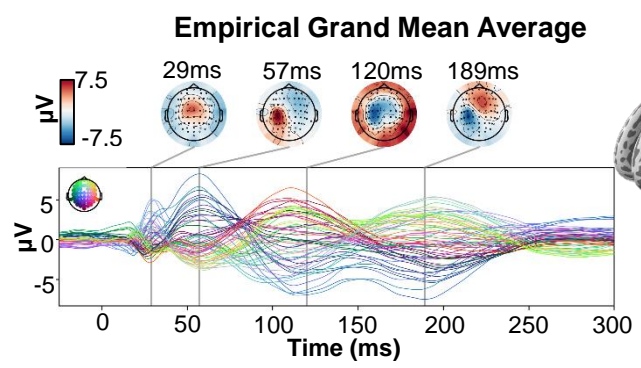 Empirical Grand Mean Average
29ms 57ms 120ms 189ms
7.5
µV
-7.5
5
µV
0
-5
0 50 100 150 200 250 300
Time (ms)